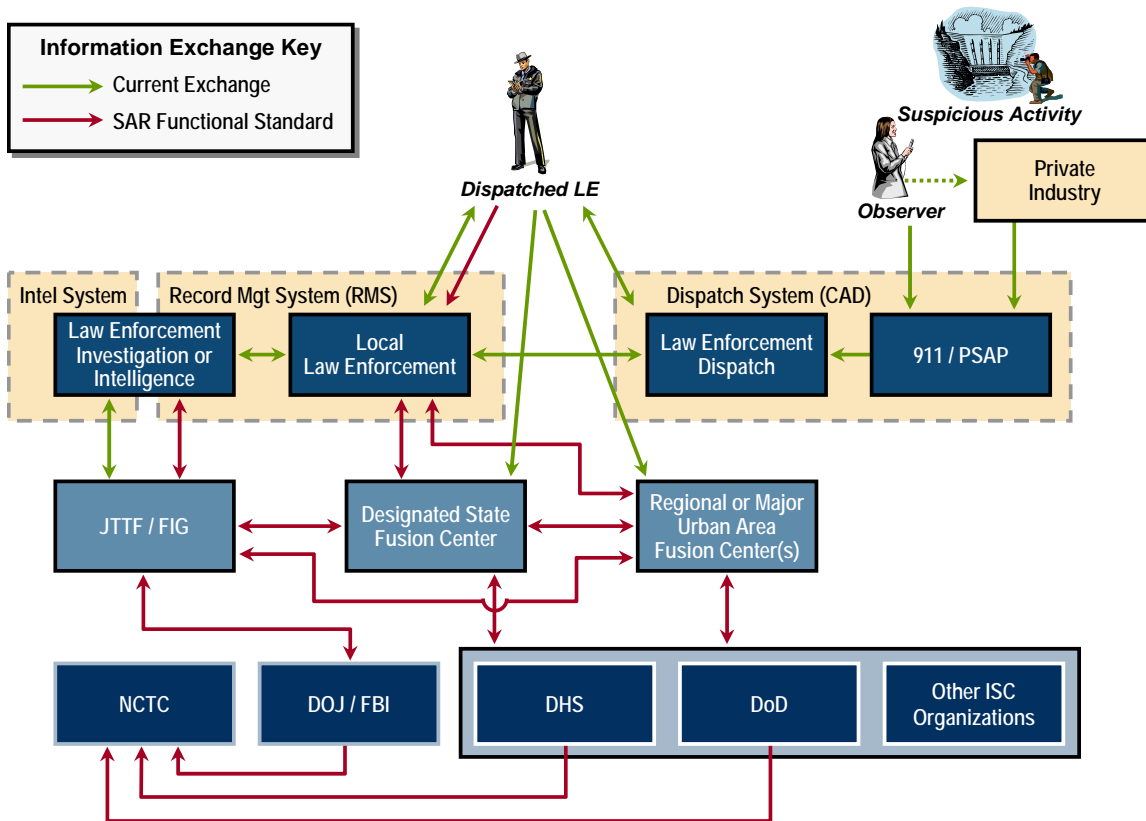 Information Exchange Key
Current Exchange
SAR Functional Standard
Suspicious Activity
Dispatched LE
Observer
Private
Industry
Intel System
Record Mgt System (RMS)
Dispatch System (CAD)
Law Enforcement
Investigation or
Intelligence
Local
Law Enforcement
Law Enforcement
Dispatch
911 / PSAP
JTTF / FIG
Designated State
Fusion Center
Regional or Major
Urban Area
Fusion Center(s)
NCTC
DOJ / FBI
DHS
DoD
Other ISC
Organizations